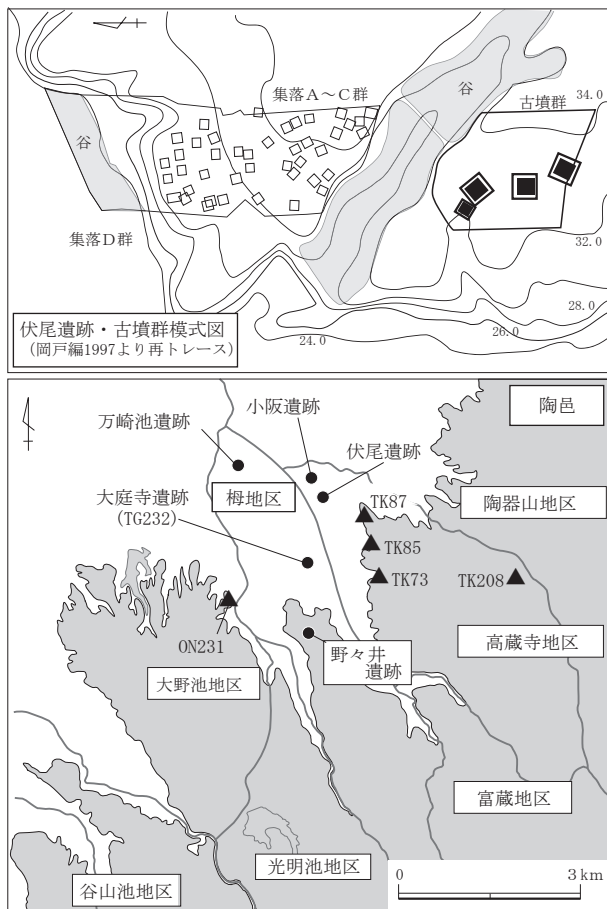 集落A～C群
谷
古墳群
34.0
谷
集落D群
32.0
28.0
26.0
24.0
伏尾遺跡・古墳群模式図
(岡戸編1997より再トレース)
小阪遺跡
陶邑
万崎池遺跡
伏尾遺跡
栂地区
TK87
陶器山地区
大庭寺遺跡
(TG232)
TK85
TK73
TK208
ON231
野々井
遺跡
高蔵寺地区
大野池地区
富蔵地区
光明池地区
谷山池地区
0
3 km